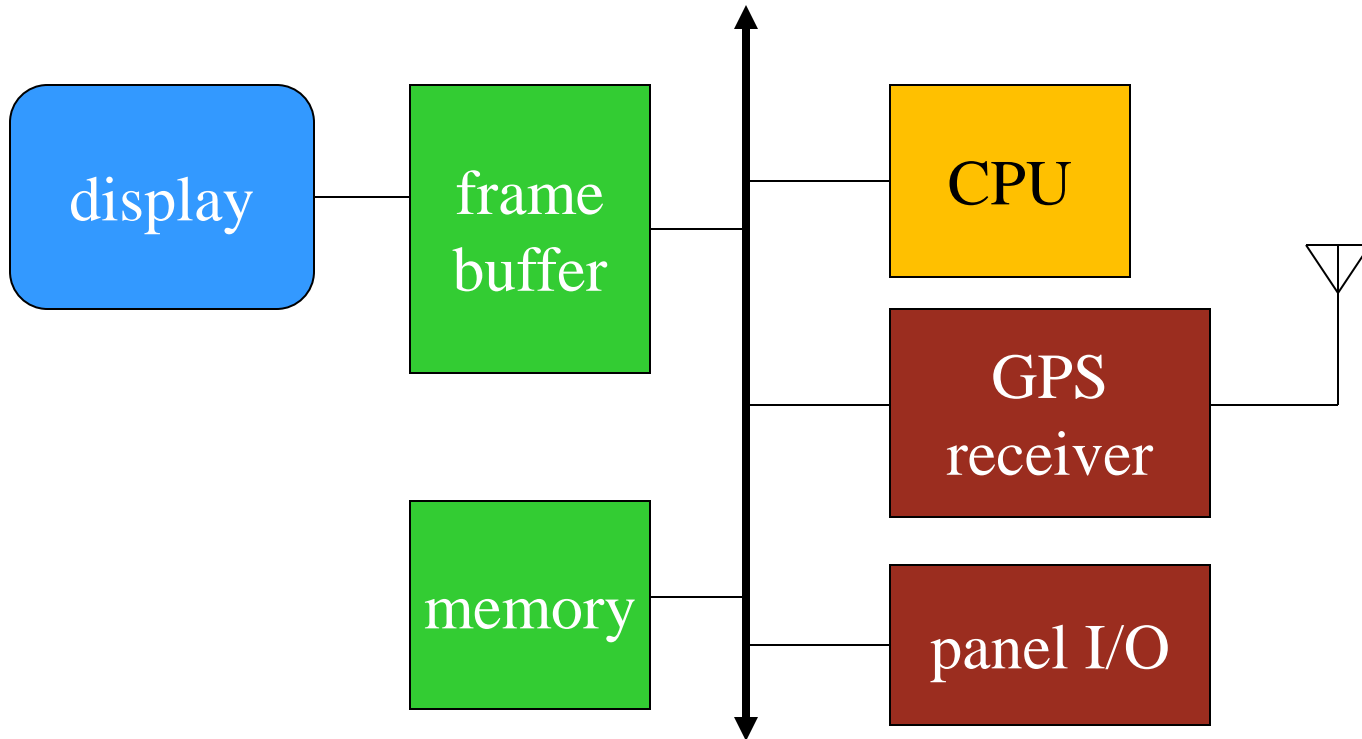 display
frame
buffer
CPU
GPS
receiver
memory
panel I/O